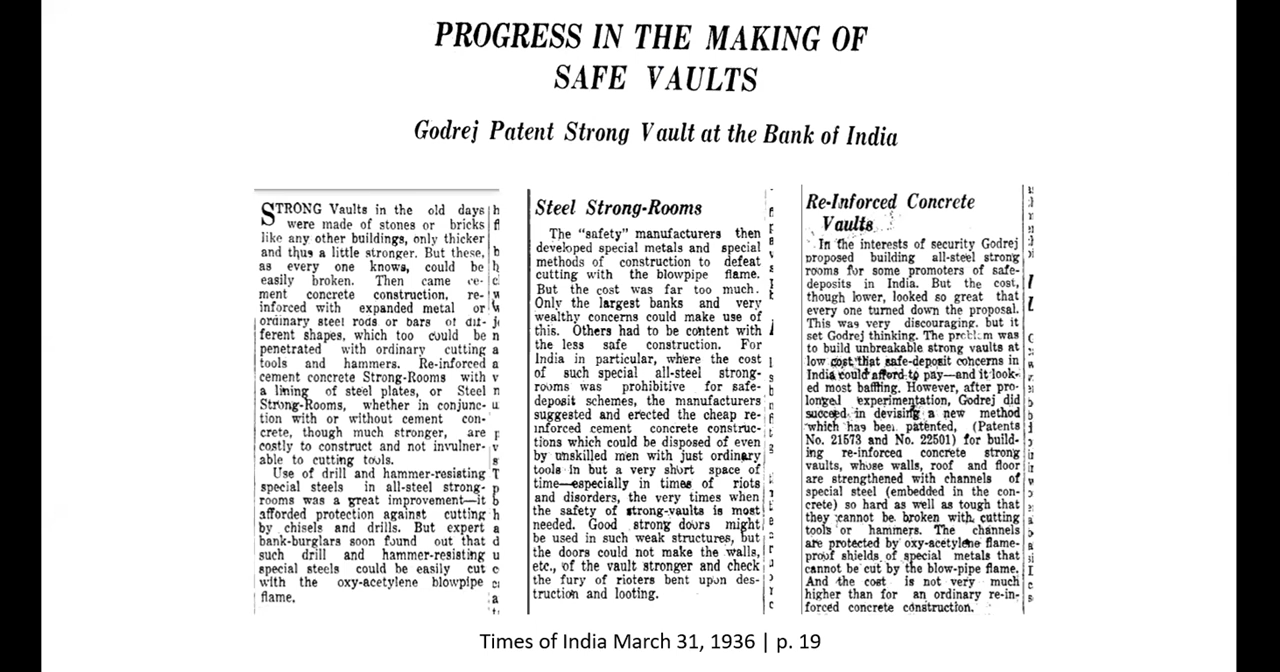 PROGRESS IN THE MAKING OF
SAFE VAULTS
Godrej Patent Strong Vault at the Bank of India
STRONG Vaults in the old days
were made of stones or bricks
like any other buildings, only thicker
and thus a little stronger. But these,
as every one knows, could be
easily broken. Then came ce-
ment concrete construction, re-
inforced with expanded metal or
ordinary steel rods or bars of dif-
ferent shapes, which too could be
penetrated with ordinary cutting
tools and hammers. Re-inforced
cement concrete Strong-Rooms with
a lining of steel plates, or Steel
Strong-Rooms, whether in conjunc-
tion with or without cement con-
crete, though much stronger, are
costly to construct and not invulner-
able to cutting tools.
Use of drill and hammer-resisting
special steels in all-steel strong-
rooms was a great improvement—it
afforded protection against cutting
by chisels and drills. But expert
bank-burglars soon found out that
such drill and hammer-resisting
special steels could be easily cut
with the oxy-acetylene blowpipe
flame.
Steel Strong-Rooms
The "safety" manufacturers then
developed special metals and special
methods of construction to defeat
cutting with the blowpipe flame.
But the cost was far too much.
Only the largest banks and very
wealthy concerns could make use of
this. Others had to be content with
the less safe construction. For
India in particular, where the cost
of such special all-steel strong-
rooms was prohibitive for safe-
deposit schemes, the manufacturers
suggested and erected the cheap re-
inforced cement concrete construc-
tions which could be disposed of even
by unskilled men with just ordinary
tools in but a very short space of
time—especially in times of riots
and disorders, the very times when
the safety of strong-vaults is most
needed. Good strong doors might
be used in such weak structures, but
the doors could not make the walls,
etc., of the vault stronger and check
the fury of rioters bent upon des-
truction and looting.
Re-Inforced Concrete
Vaults
In the interests of security Godrej
proposed building all-steel strong
rooms for some promoters of safe-
deposits in India. But the cost,
though lower, looked so great that
every one turned down the proposal.
This was very discouraging, but it
set Godrej thinking. The problem was
to build unbreakable strong vaults at
low cost that safe-deposit concerns in
India could afford to pay—and it look-
ed most baffling. However, after pro-
longed experimentation, Godrej did
succeed in devising a new method
which has been patented, (Patents
No. 21573 and No. 22501) for build-
ing re-inforced concrete strong
vaults, whose walls, roof and floor
are strengthened with channels of
special steel (embedded in the con-
crete) so hard as well as tough that
they cannot be broken with cutting
tools or hammers. The channels
are protected by oxy-acetylene flame-
proof shields of special metals that
cannot be cut by the blow-pipe flame.
And the cost is not very much
higher than for an ordinary re-in-
forced concrete construction.
Times of India March 31, 1936 | p. 19